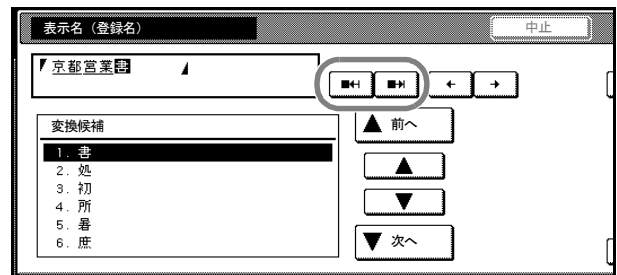 表示名（登録名）
中止
京都営業書
変換候補
前へ
1. 書
2. 処
3. 初
4. 所
5. 暑
6. 庶
次へ